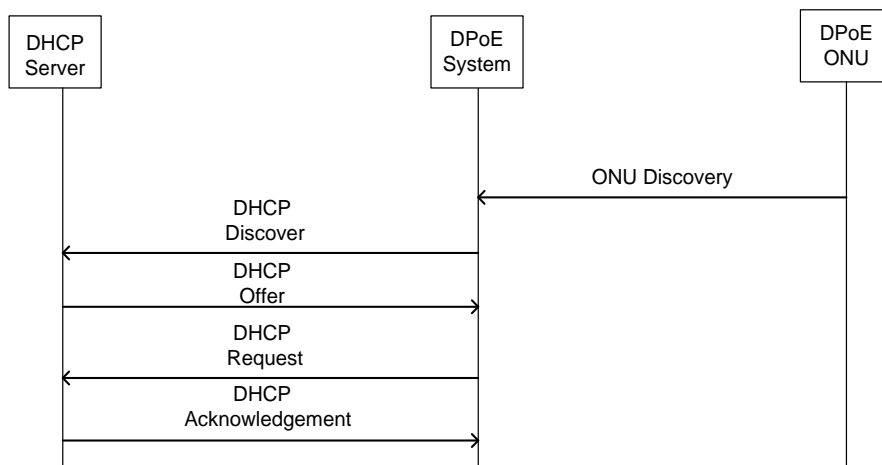 DHCP
Server
DPoE
System
DPoE
ONU
ONU Discovery
DHCP
Discover
DHCP
Offer
DHCP
Request
DHCP
Acknowledgement